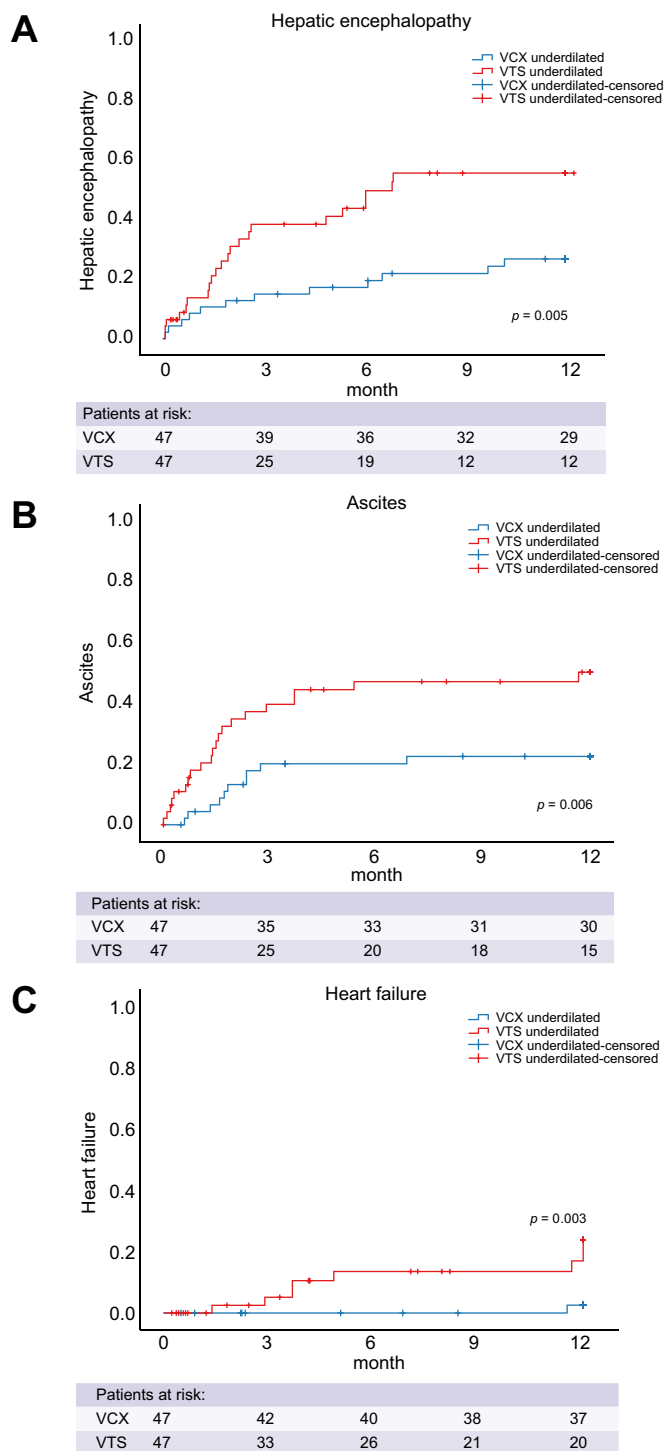 A
Hepatic encephalopathy
1.0
0.8
0.6
0.4
0.2
0.0
Hepatic encephalopathy
VCX underdilated
VTS underdilated
VCX underdilated-censored
VTS underdilated-censored
p = 0.005
0 3 6 9 12
month
Patients at risk:
VCX 47 39 36 32 29
VTS 47 25 19 12 12
B
Ascites
1.0
0.8
0.6
0.4
0.2
0.0
Ascites
VCX underdilated
VTS underdilated
VCX underdilated-censored
VTS underdilated-censored
p = 0.006
0 3 6 9 12
month
Patients at risk:
VCX 47 35 33 31 30
VTS 47 25 20 18 15
C
Heart failure
1.0
0.8
0.6
0.4
0.2
0.0
Heart failure
VCX underdilated
VTS underdilated
VCX underdilated-censored
VTS underdilated-censored
p = 0.003
0 3 6 9 12
month
Patients at risk:
VCX 47 42 40 38 37
VTS 47 33 26 21 20